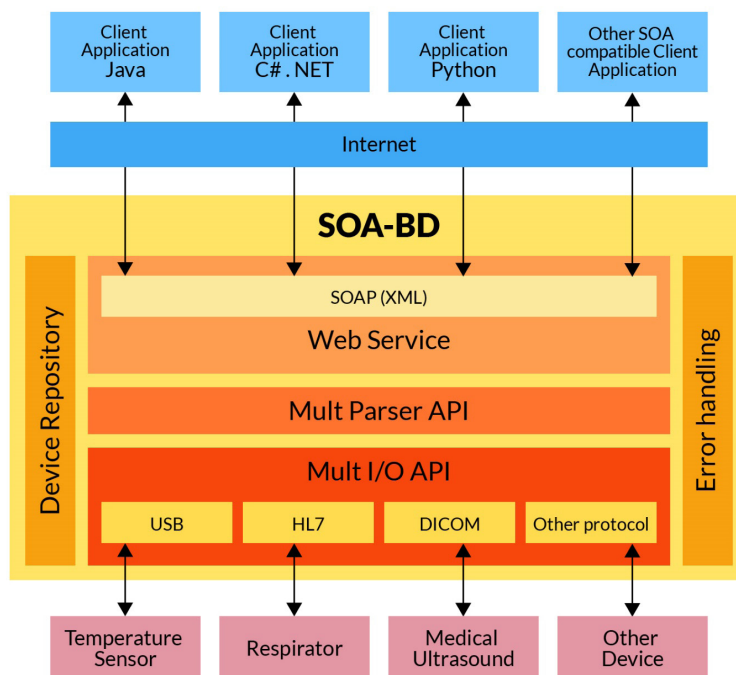 Client
Application
Java
Client
Application
C# . NET
Client
Application
Python
Other SOA
compatible Client
Application
Internet
SOA-BD
Device Repository
SOAP (XML)
Web Service
Mult Parser API
Mult I/O API
USB
HL7
DICOM
Other protocol
Error handling
Temperature
Sensor
Respirator
Medical
Ultrasound
Other
Device